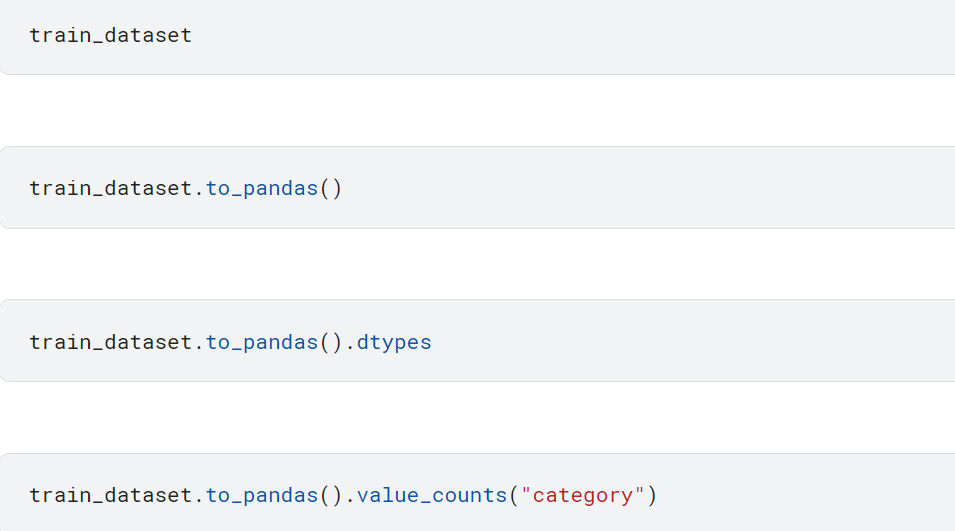 train_dataset
train_dataset.to_pandas()
train_dataset.to_pandas().dtypes
train_dataset.to_pandas().value_counts("category")